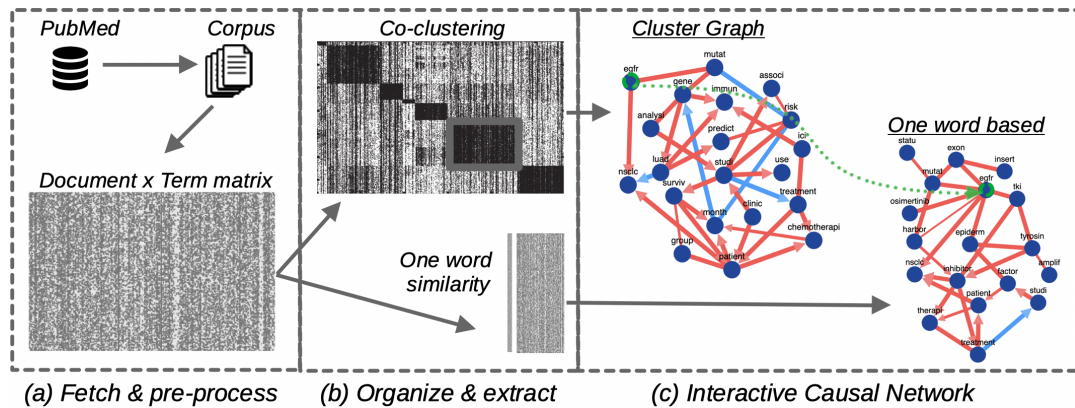 PubMed
Corpus
Document x Term matrix
(a) Fetch & pre-process
Co-clustering
One word
similarity
(b) Organize & extract
Cluster Graph
egfr
mutat
associ
gene
immun
risk
analysi
predict
ici
luad
studi
use
nsclc
surviv
treatment
month
clinic
chemotherapi
group
patient
One word based
statu
exon
insert
mutat
egfr
tki
osimertinib
harbor
epiderm
tyrosin
nsclc
inhibitor
factor
amplif
patient
studi
therapi
treatment
(c) Interactive Causal Network